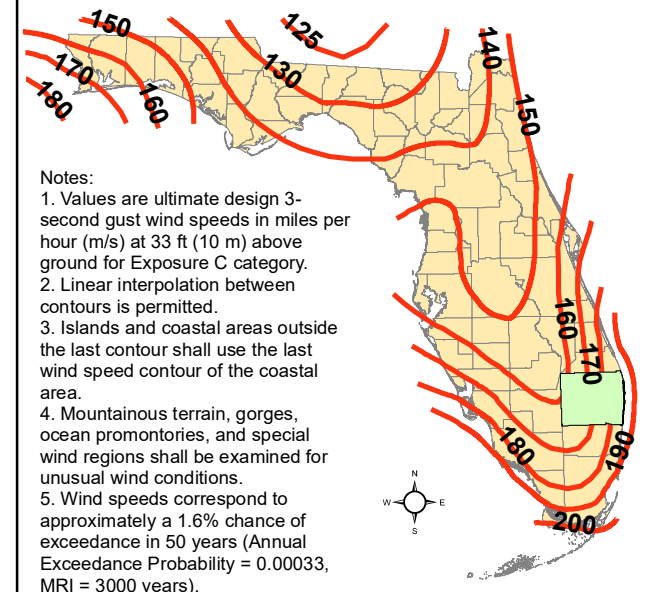 150
125
140
170
130
180
160
150
Notes:
1. Values are ultimate design 3-
second gust wind speeds in miles per
hour (m/s) at 33 ft (10 m) above
ground for Exposure C category.
2. Linear interpolation between
contours is permitted.
3. Islands and coastal areas outside
the last contour shall use the last
wind speed contour of the coastal
area.
4. Mountainous terrain, gorges,
ocean promontories, and special
wind regions shall be examined for
unusual wind conditions.
5. Wind speeds correspond to
approximately a 1.6% chance of
exceedance in 50 years (Annual
Exceedance Probability = 0.00033,
MRI = 3000 years).
160
170
180
190
200
N
W
E
S